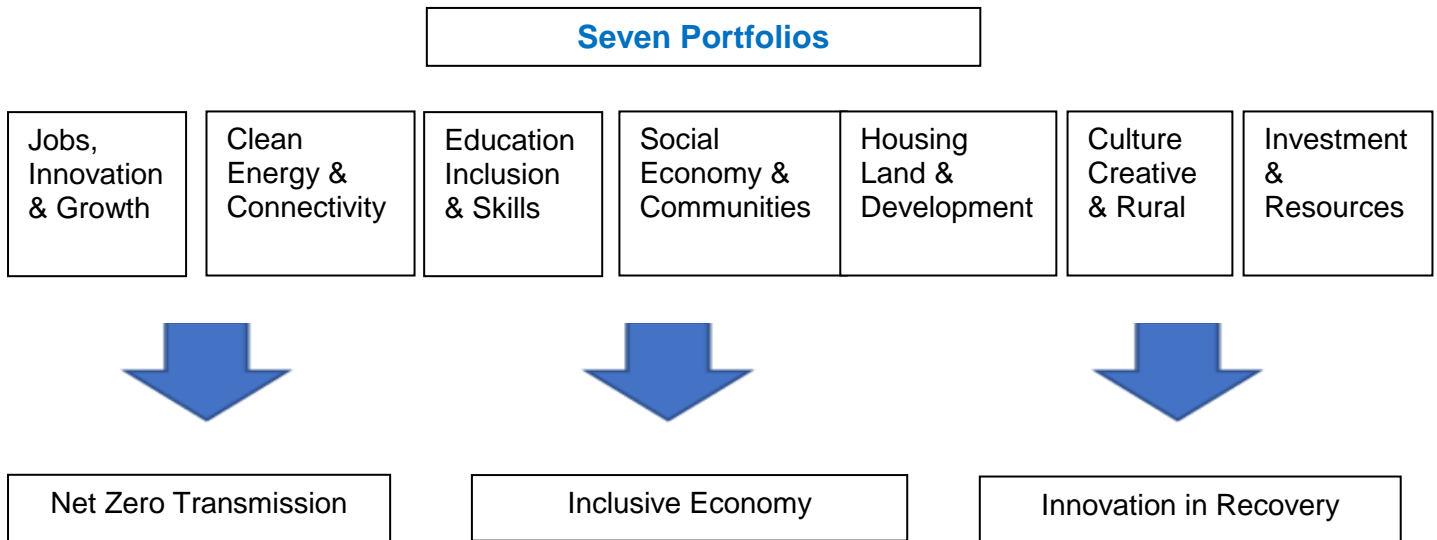 Seven Portfolios
Jobs,
Innovation
& Growth
Clean
Energy &
Connectivity
Education
Inclusion
& Skills
Social
Economy &
Communities
Housing
Land &
Development
Culture
Creative
& Rural
Investment
&
Resources
Net Zero Transmission
Inclusive Economy
Innovation in Recovery